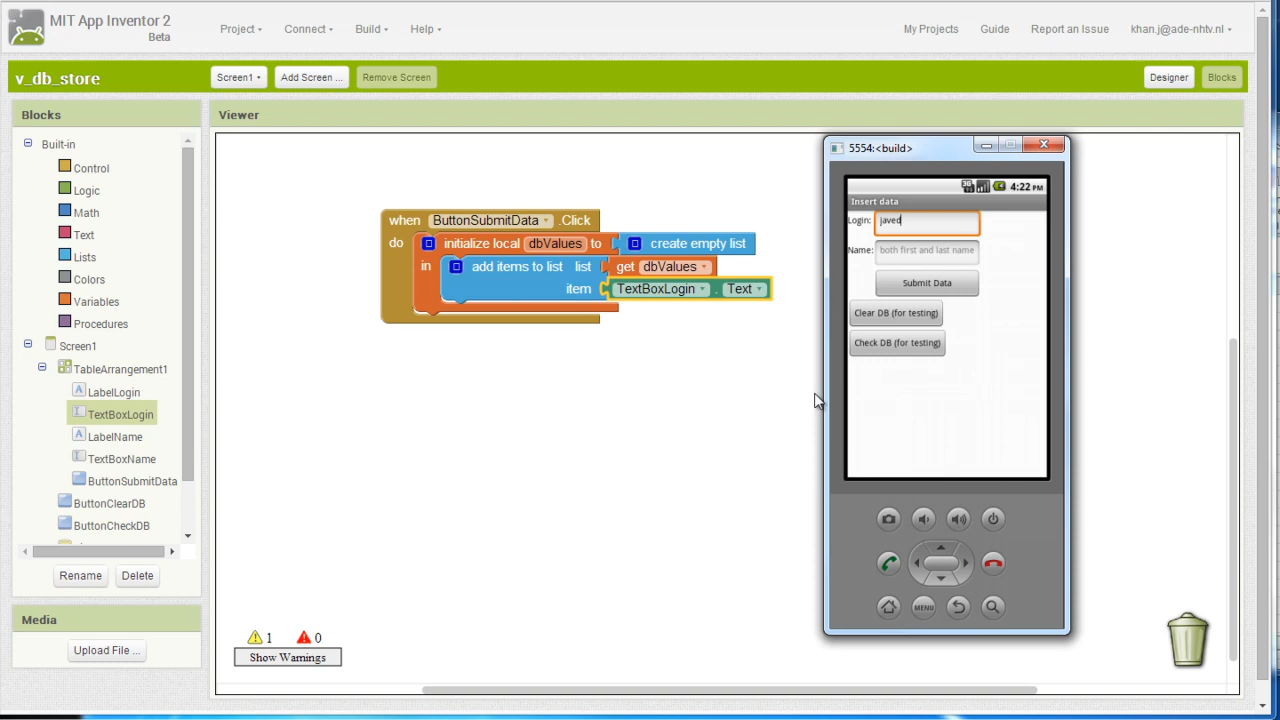 MIT App Inventor 2
Beta
Project
Connect
Build
Help
My Projects
Guide
Report an Issue
khan.j@ade-nhtv.nl
v_db_store
Screen1
Add Screen ...
Remove Screen
Designer
Blocks
Blocks
Built-in
Control
Logic
Math
Text
Lists
Colors
Variables
Procedures
Screen1
TableArrangement1
LabelLogin
TextBoxLogin
LabelName
TextBoxName
ButtonSubmitData
ButtonClearDB
ButtonCheckDB
Rename
Delete
Media
Upload File ...
Viewer
when ButtonSubmitData .Click
do initialize local dbValues to create empty list
in add items to list list get dbValues
item TextBoxLogin . Text
1 0
Show Warnings
5554:<build>
3G 4:22 PM
Insert data
Login: javed
Name: both first and last name
Submit Data
Clear DB (for testing)
Check DB (for testing)
MENU